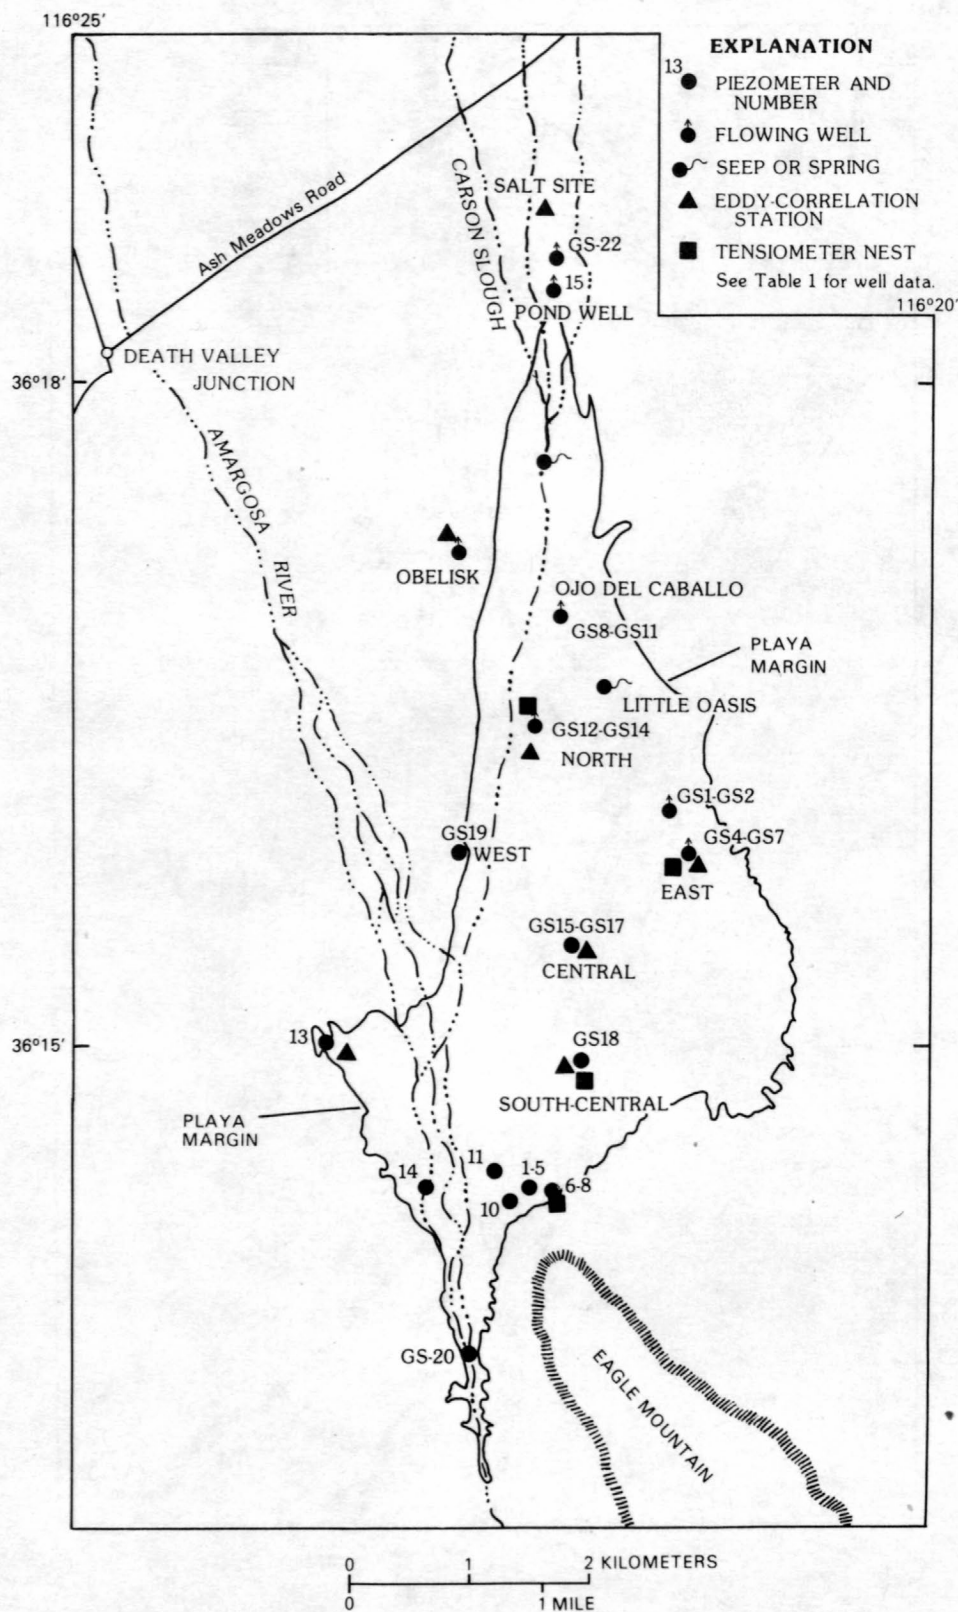 116°25'
EXPLANATION
13
PIEZOMETER AND
NUMBER
FLOWING WELL
SEEP OR SPRING
EDDY-CORRELATION
STATION
TENSIOMETER NEST
See Table 1 for well data.
116°20'
CARSON SLOUGH
SALT SITE
Ash Meadows Road
GS-22
15
POND WELL
DEATH VALLEY
JUNCTION
36°18'
AMARGOSA
RIVER
OBELISK
OJO DEL CABALLO
GS8-GS11
PLAYA
MARGIN
LITTLE OASIS
GS12-GS14
NORTH
GS1-GS2
GS19
WEST
GS4-GS7
EAST
GS15-GS17
CENTRAL
36°15'
13
GS18
SOUTH-CENTRAL
PLAYA
MARGIN
11
1-5
14
6-8
10
GS-20
EAGLE MOUNTAIN
0 1 2 KILOMETERS
0 1 MILE